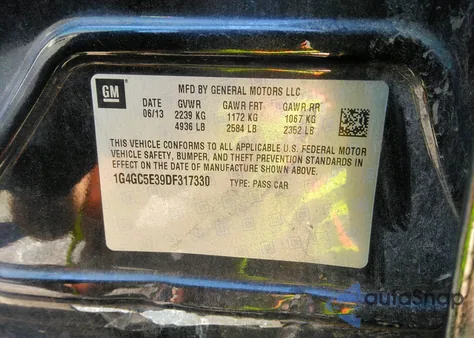 GM
MFD BY GENERAL MOTORS LLC
DATE GVWR GAWR FRT GAWR RR
06/13 2239 KG 1172 KG 1067 KG
4936 LB 2584 LB 2352 LB
THIS VEHICLE CONFORMS TO ALL APPLICABLE U.S. FEDERAL MOTOR
VEHICLE SAFETY, BUMPER, AND THEFT PREVENTION STANDARDS IN
EFFECT ON THE DATE OF MANUFACTURE SHOWN ABOVE.
1G4GC5E39DF317330 TYPE: PASS CAR
autoSnap